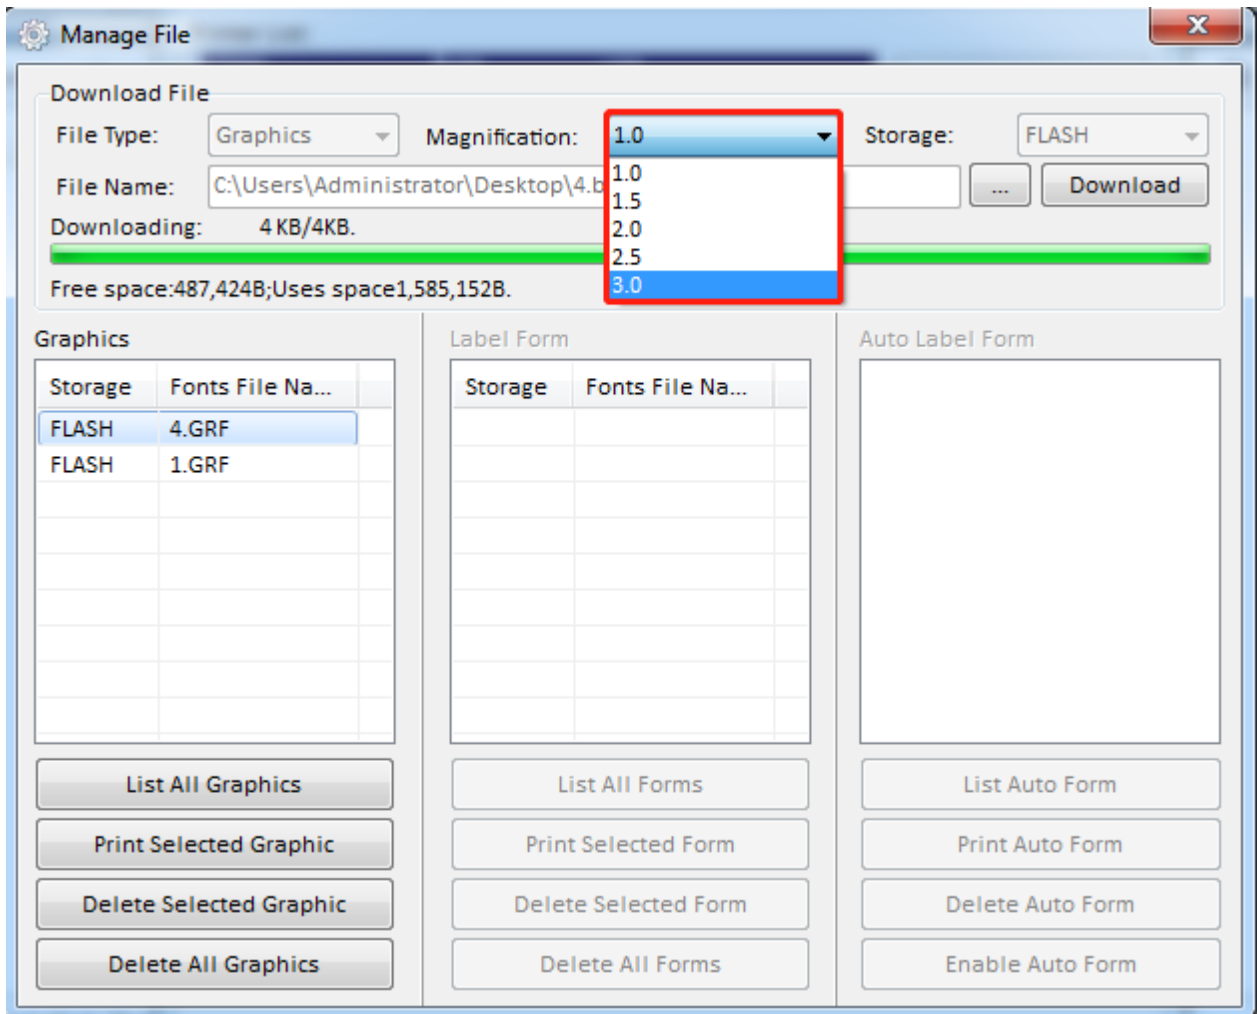 Manage File
X
Download File
File Type: Graphics Magnification: 1.0 Storage: FLASH
1.0
File Name: C:\Users\Administrator\Desktop\4.b ... Download
1.5
Downloading: 4 KB/4KB. 2.0
2.5
Free space:487,424B;Uses space1,585,152B. 3.0
Graphics Label Form Auto Label Form
Storage Fonts File Na... Storage Fonts File Na...
FLASH 4.GRF
FLASH 1.GRF
List All Graphics List All Forms List Auto Form
Print Selected Graphic Print Selected Form Print Auto Form
Delete Selected Graphic Delete Selected Form Delete Auto Form
Delete All Graphics Delete All Forms Enable Auto Form